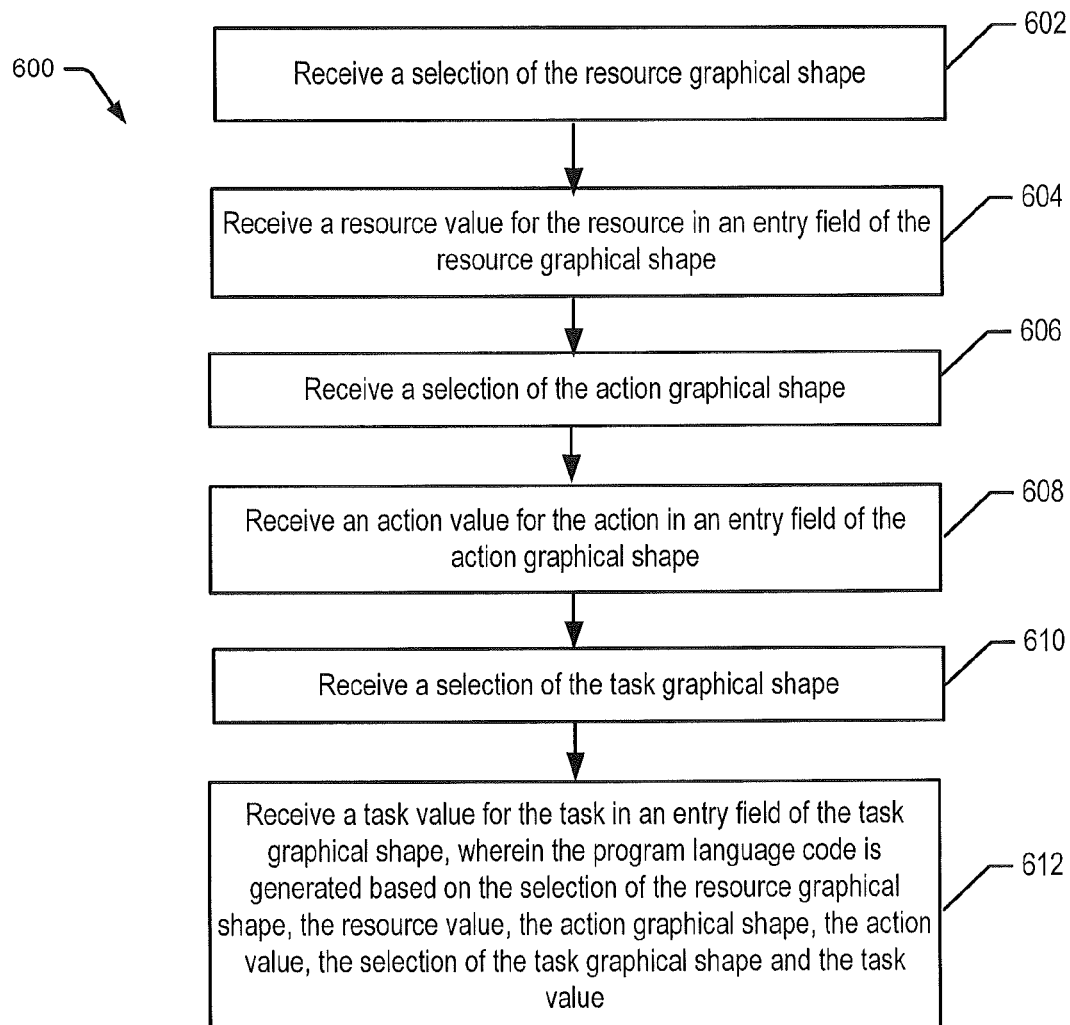 602
600
Receive a selection of the resource graphical shape
604
Receive a resource value for the resource in an entry field of the
resource graphical shape
606
Receive a selection of the action graphical shape
608
Receive an action value for the action in an entry field of the
action graphical shape
610
Receive a selection of the task graphical shape
Receive a task value for the task in an entry field of the task
graphical shape, wherein the program language code is
generated based on the selection of the resource graphical
shape, the resource value, the action graphical shape, the action
value, the selection of the task graphical shape and the task
value
612